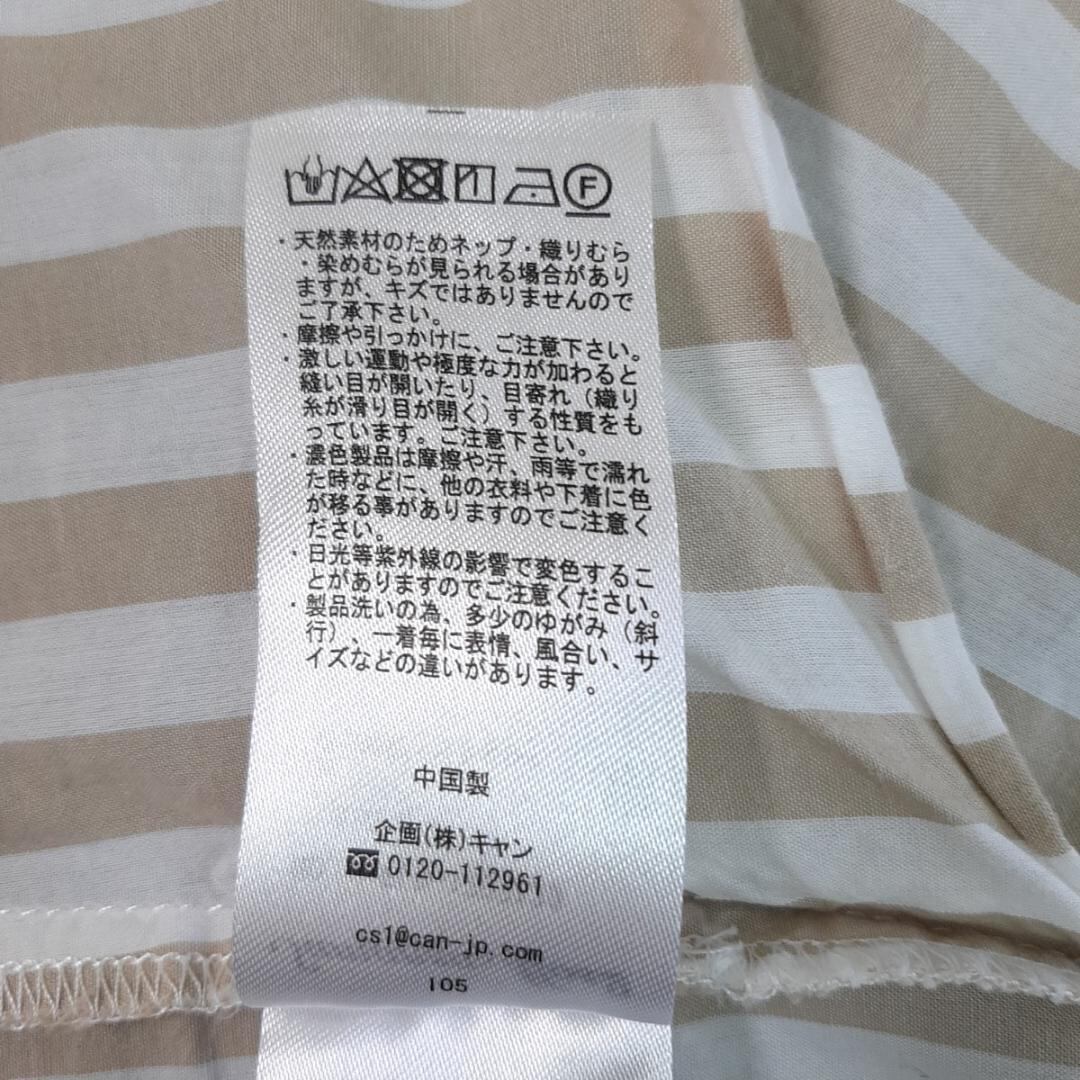 F
・天然素材のためネップ・織りむら
・染めむらが見られる場合があり
ますが、キズではありませんので
ご了承下さい。
・摩擦や引っかけに、ご注意下さい。
・激しい運動や極度な力が加わると
縫い目が開いたり、目寄れ（織り
糸が滑り目が開く）する性質をも
っています。ご注意下さい。
・濃色製品は摩擦や汗、雨等で濡れ
た時などに、他の衣料や下着に色
が移る事がありますのでご注意く
ださい。
・日光等紫外線の影響で変色するこ
とがありますのでご注意ください。
・製品洗いの為、多少のゆがみ（斜
行）、一着毎に表情、風合い、サ
イズなどの違いがあります。
中国製
企画(株)キャン
0120-112961
cs1@can-jp.com
105